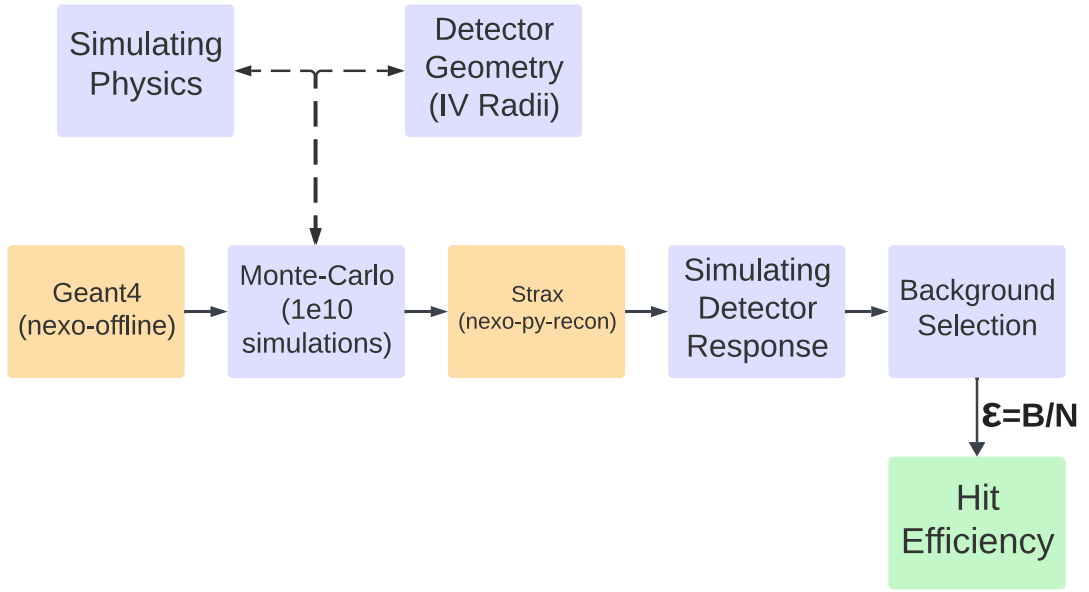 Simulating
Physics
Detector
Geometry
(IV Radii)
Geant4
(nexo-offline)
Monte-Carlo
(1e10
simulations)
Strax
(nexo-py-recon)
Simulating
Detector
Response
Background
Selection
ε=B/N
Hit
Efficiency